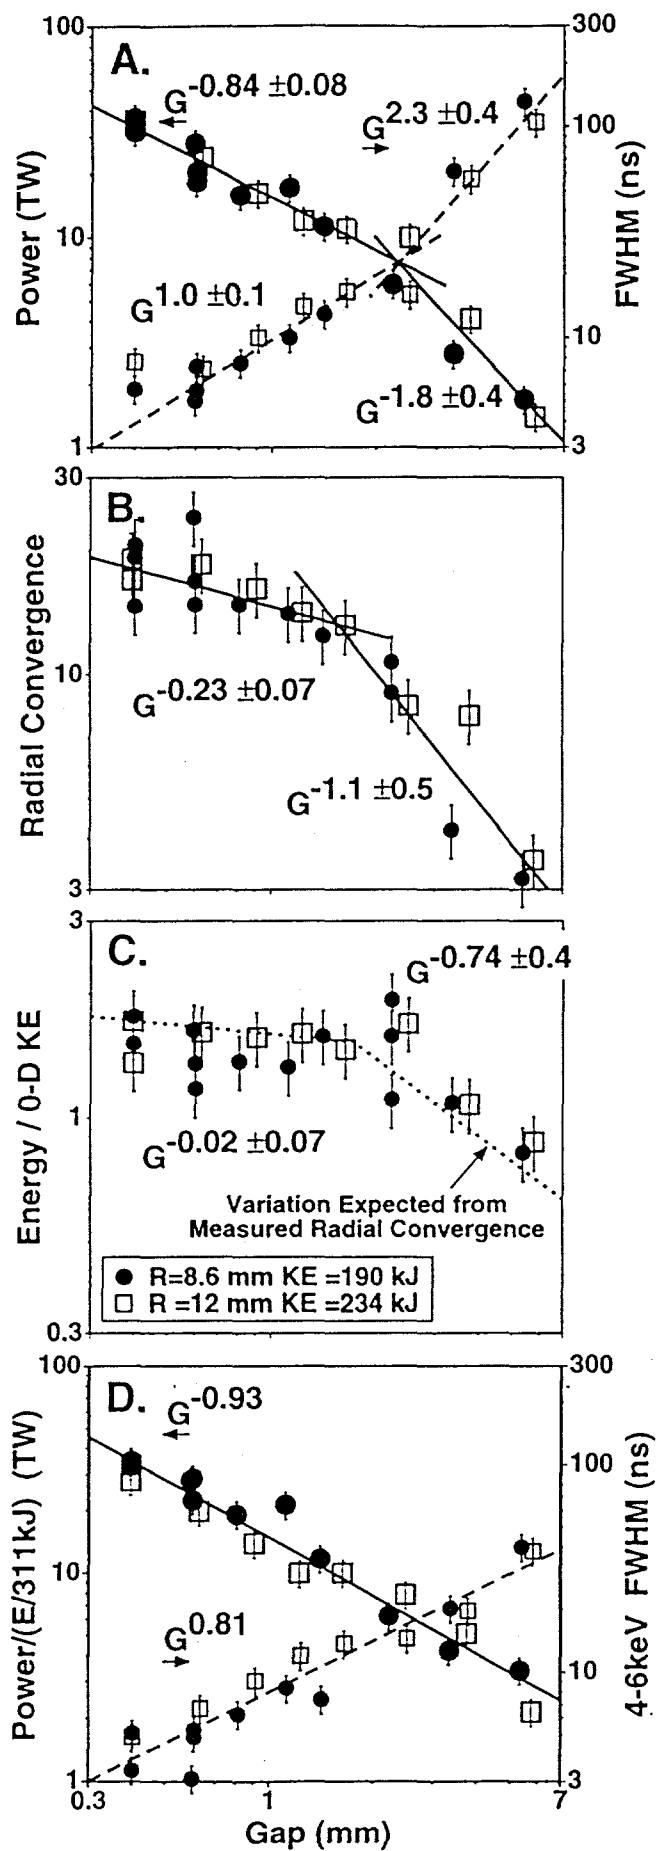 100
300
A.
G-0.84 ±0.08
G2.3 ±0.4
100
Power (TW)
10
FWHM (ns)
G1.0 ±0.1
10
G-1.8 ±0.4
1
3
30
B.
Radial Convergence
10
G-0.23 ±0.07
G-1.1 ±0.5
3
3
C.
G-0.74 ±0.4
Energy / 0-D KE
1
G-0.02 ±0.07
Variation Expected from
Measured Radial Convergence
R=8.6 mm KE =190 kJ
R =12 mm KE =234 kJ
0.3
100
300
D.
G-0.93
100
Power/(E/311kJ) (TW)
10
4-6keV FWHM (ns)
G0.81
10
1
3
0.3
1
7
Gap (mm)